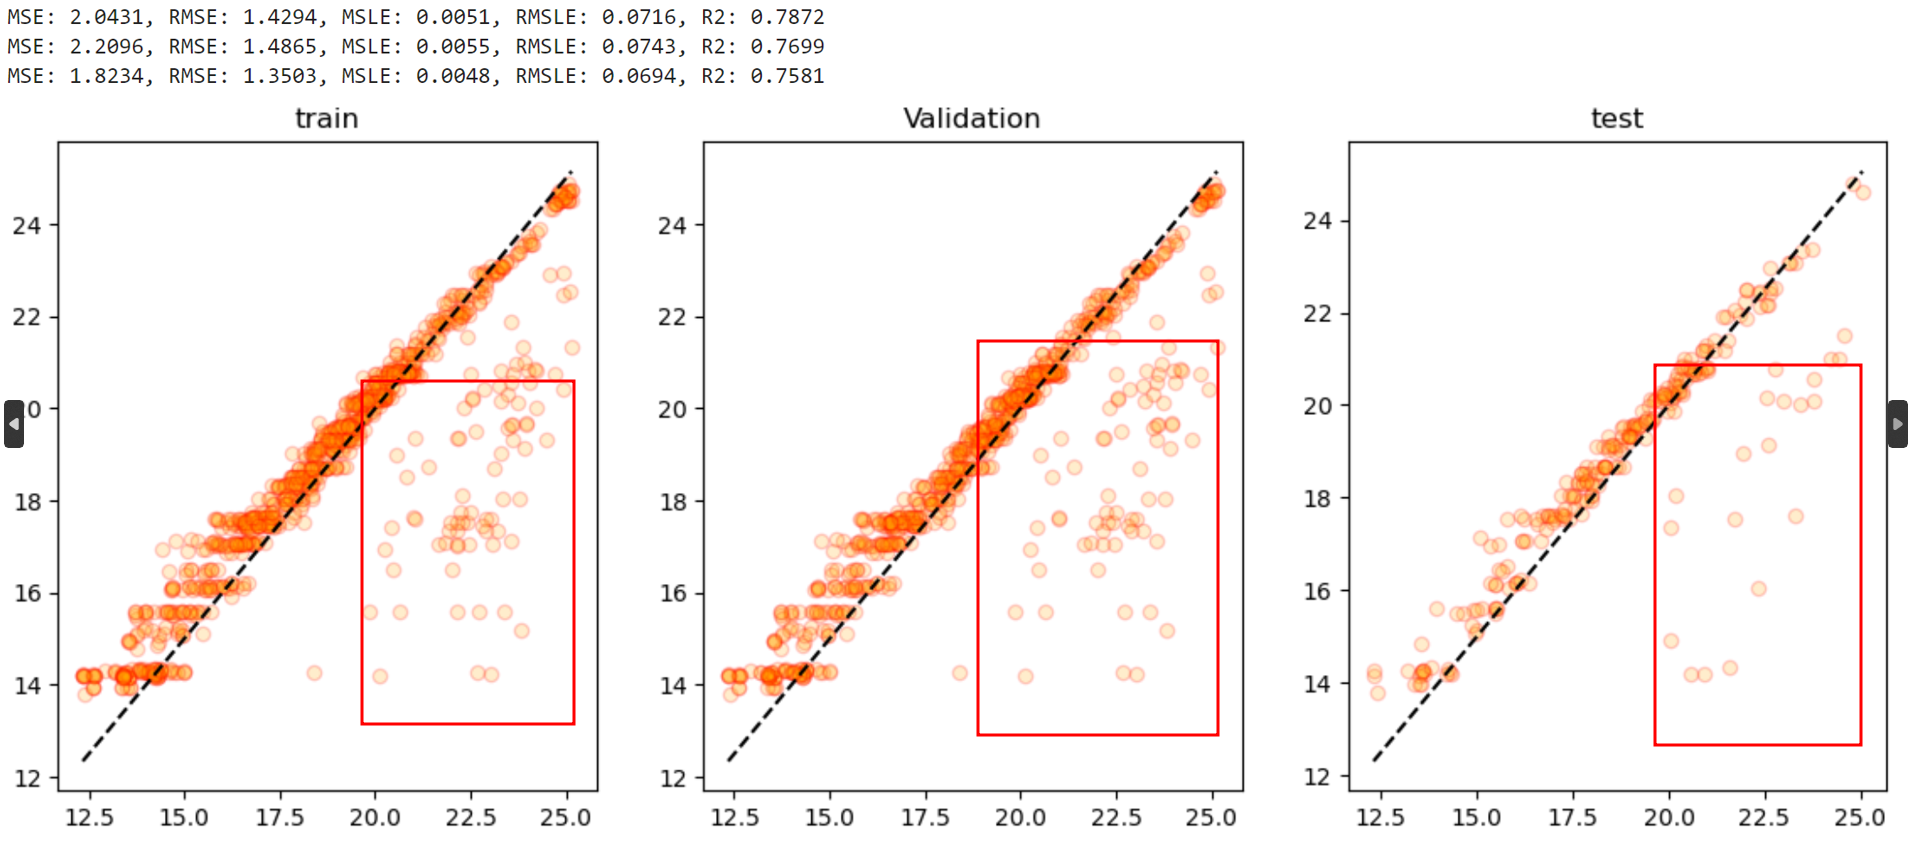 MSE: 2.0431, RMSE: 1.4294, MSLE: 0.0051, RMSLE: 0.0716, R2: 0.7872
MSE: 2.2096, RMSE: 1.4865, MSLE: 0.0055, RMSLE: 0.0743, R2: 0.7699
MSE: 1.8234, RMSE: 1.3503, MSLE: 0.0048, RMSLE: 0.0694, R2: 0.7581
train
24
22
0
18
16
14
12
12.5 15.0 17.5 20.0 22.5 25.0
Validation
24
22
20
18
16
14
12
12.5 15.0 17.5 20.0 22.5 25.0
test
24
22
20
18
16
14
12
12.5 15.0 17.5 20.0 22.5 25.0